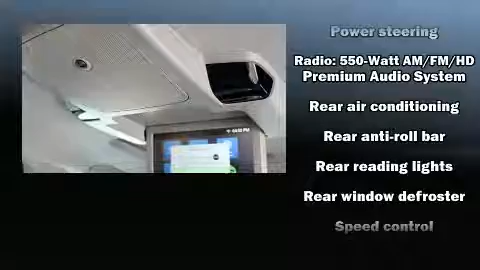 Power steering
Radio: 550-Watt AM/FM/HD
Premium Audio System
Rear air conditioning
Rear anti-roll bar
Rear reading lights
Rear window defroster
Speed control